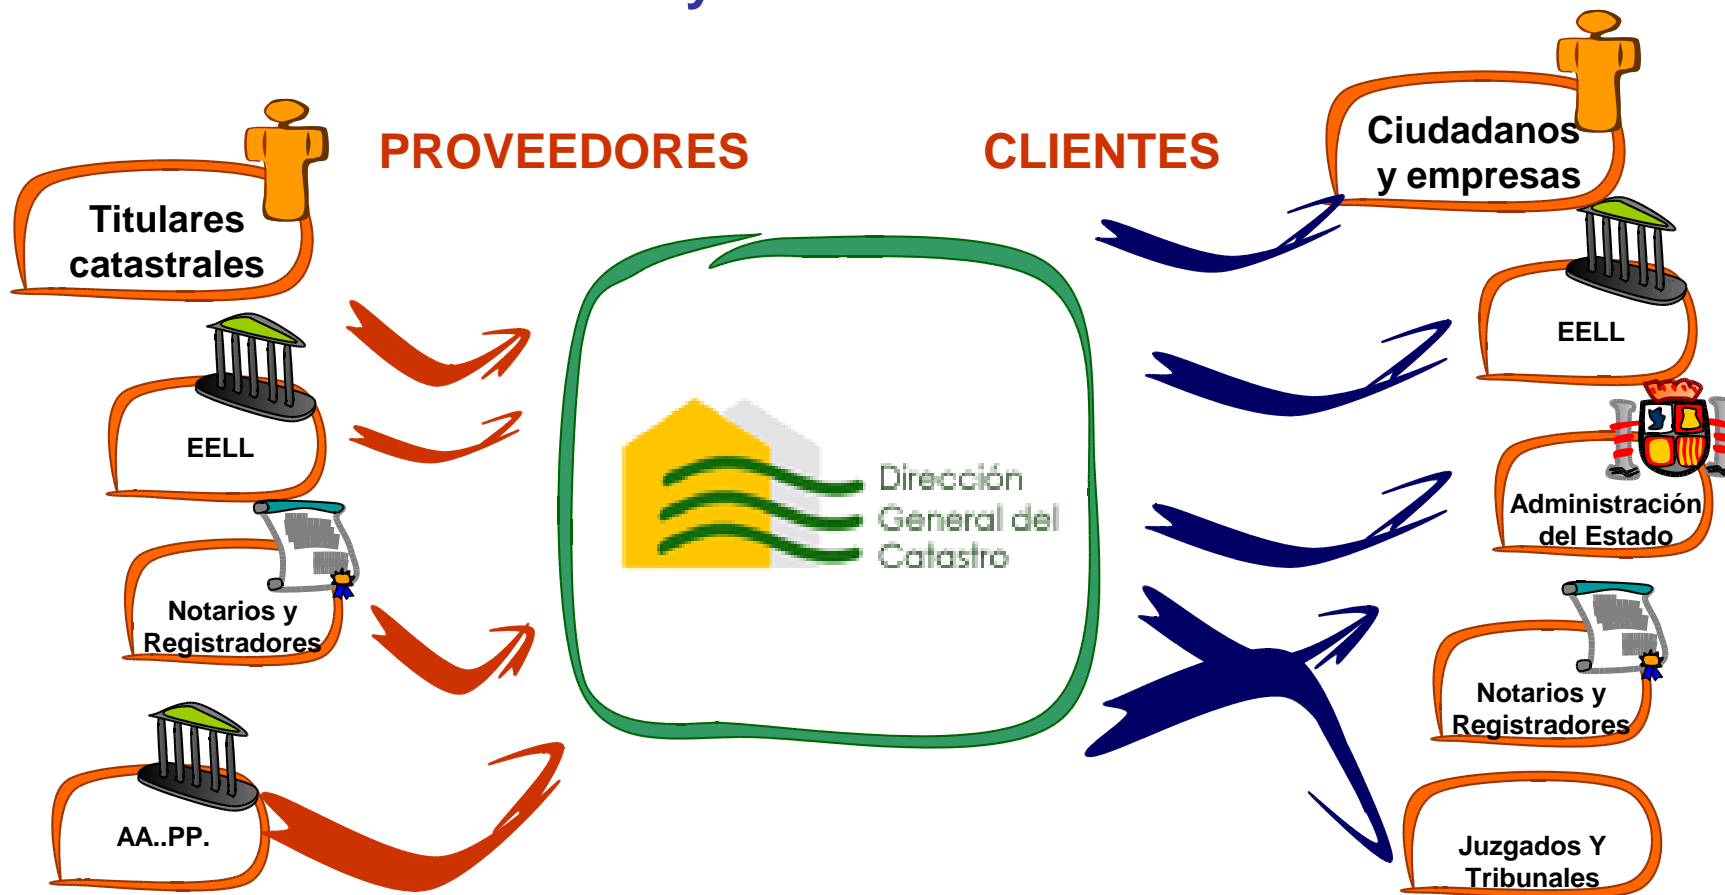 y
PROVEEDORES
CLIENTES
Titulares
catastrales
EELL
Notarios y
Registradores
AA..PP.
Dirección
General del
Catastro
Ciudadanos
y empresas
EELL
Administración
del Estado
Notarios y
Registradores
Juzgados Y
Tribunales